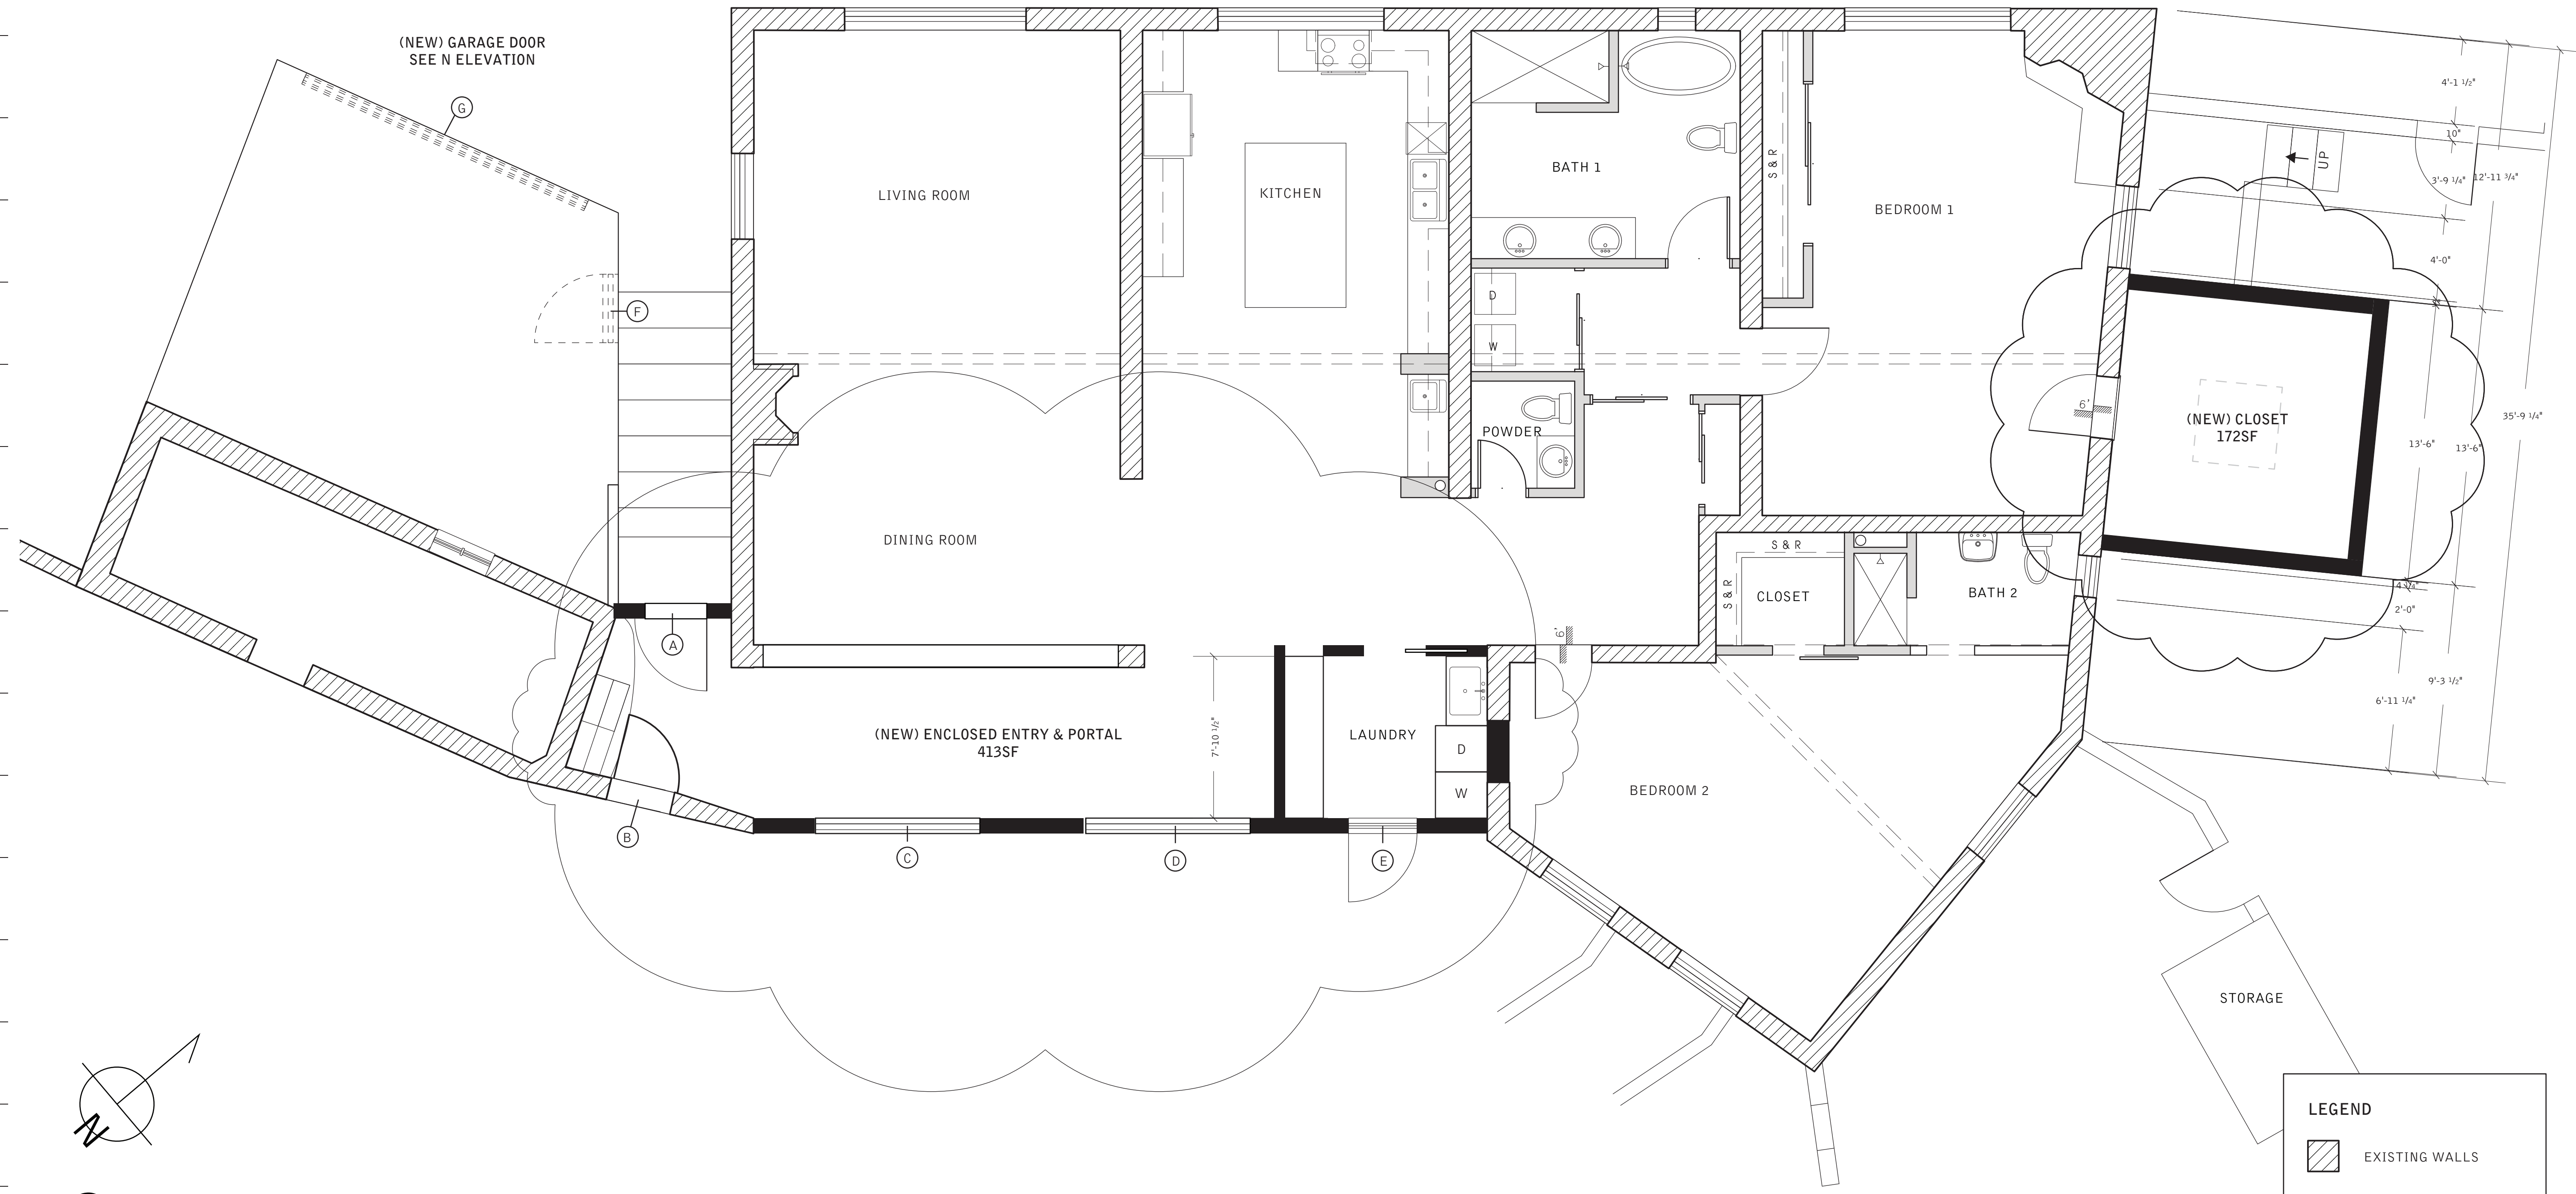 (NEW) GARAGE DOOR
SEE N ELEVATION
G
F
A
B
C
D
E
LIVING ROOM
KITCHEN
BATH 1
S & R
BEDROOM 1
UP
D
W
POWDER
DINING ROOM
6'
(NEW) CLOSET
172SF
S & R
S & R
CLOSET
BATH 2
6'
(NEW) ENCLOSED ENTRY & PORTAL
413SF
7'-10 1/2"
LAUNDRY
D
W
BEDROOM 2
STORAGE
4'-1 1/2"
10"
3'-9 1/4"
12'-11 3/4"
4'-0"
35'-9 1/4"
13'-6"
13'-6"
2'-0"
9'-3 1/2"
6'-11 1/4"
N
LEGEND
EXISTING WALLS